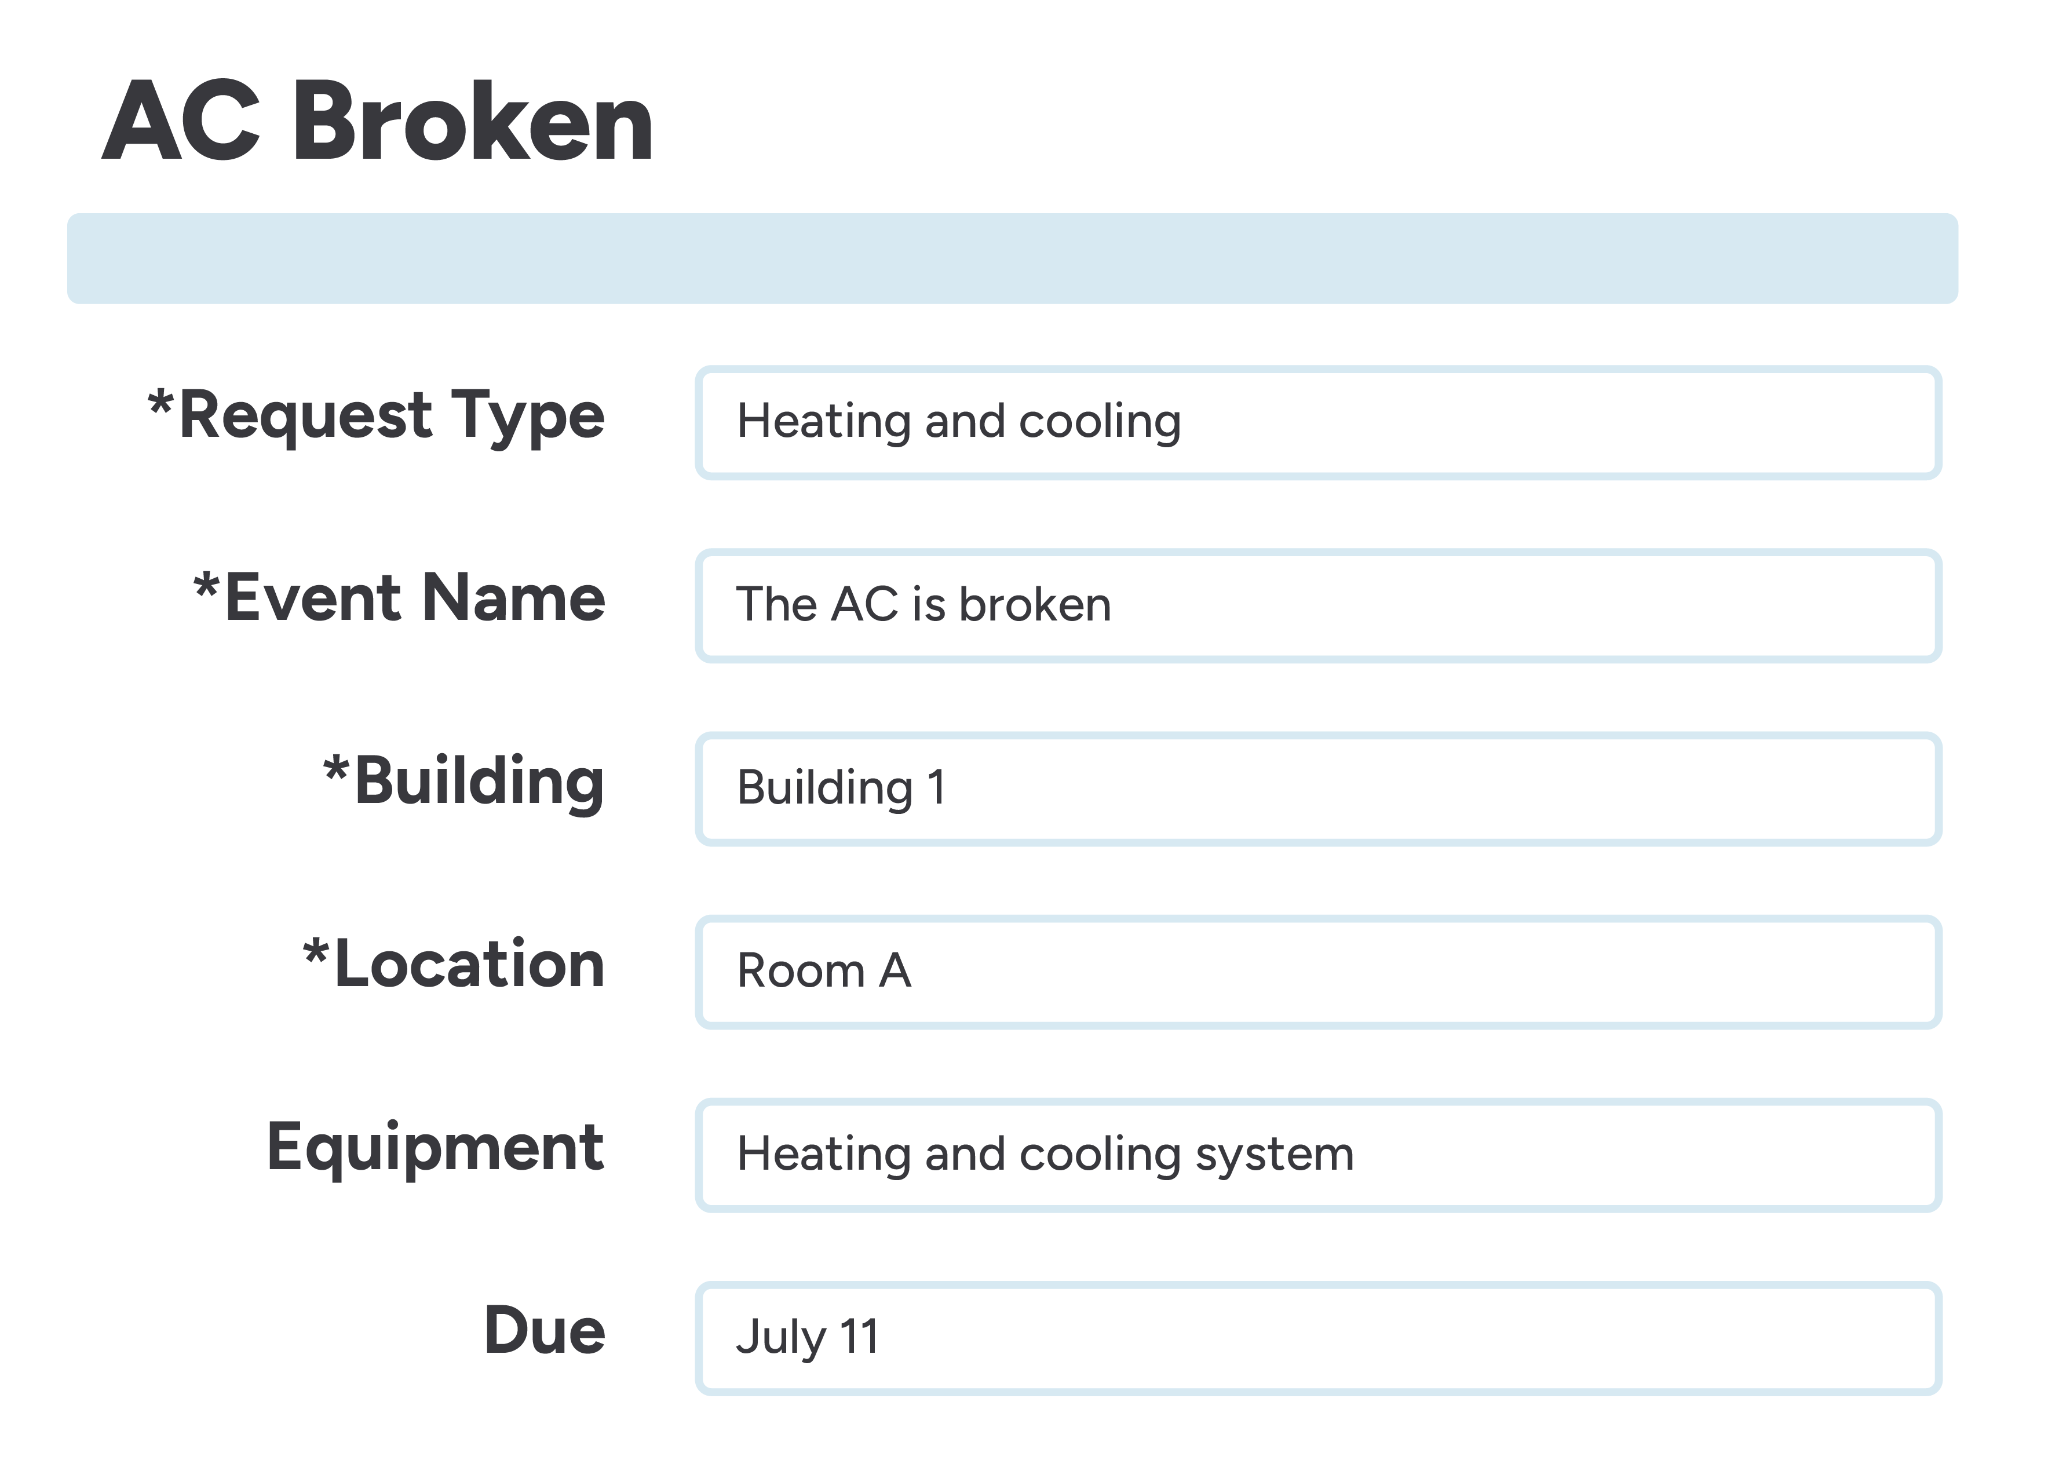 AC Broken
*Request Type
Heating and cooling
*Event Name
The AC is broken
*Building
Building 1
*Location
Room A
Equipment
Heating and cooling system
Due
July 11